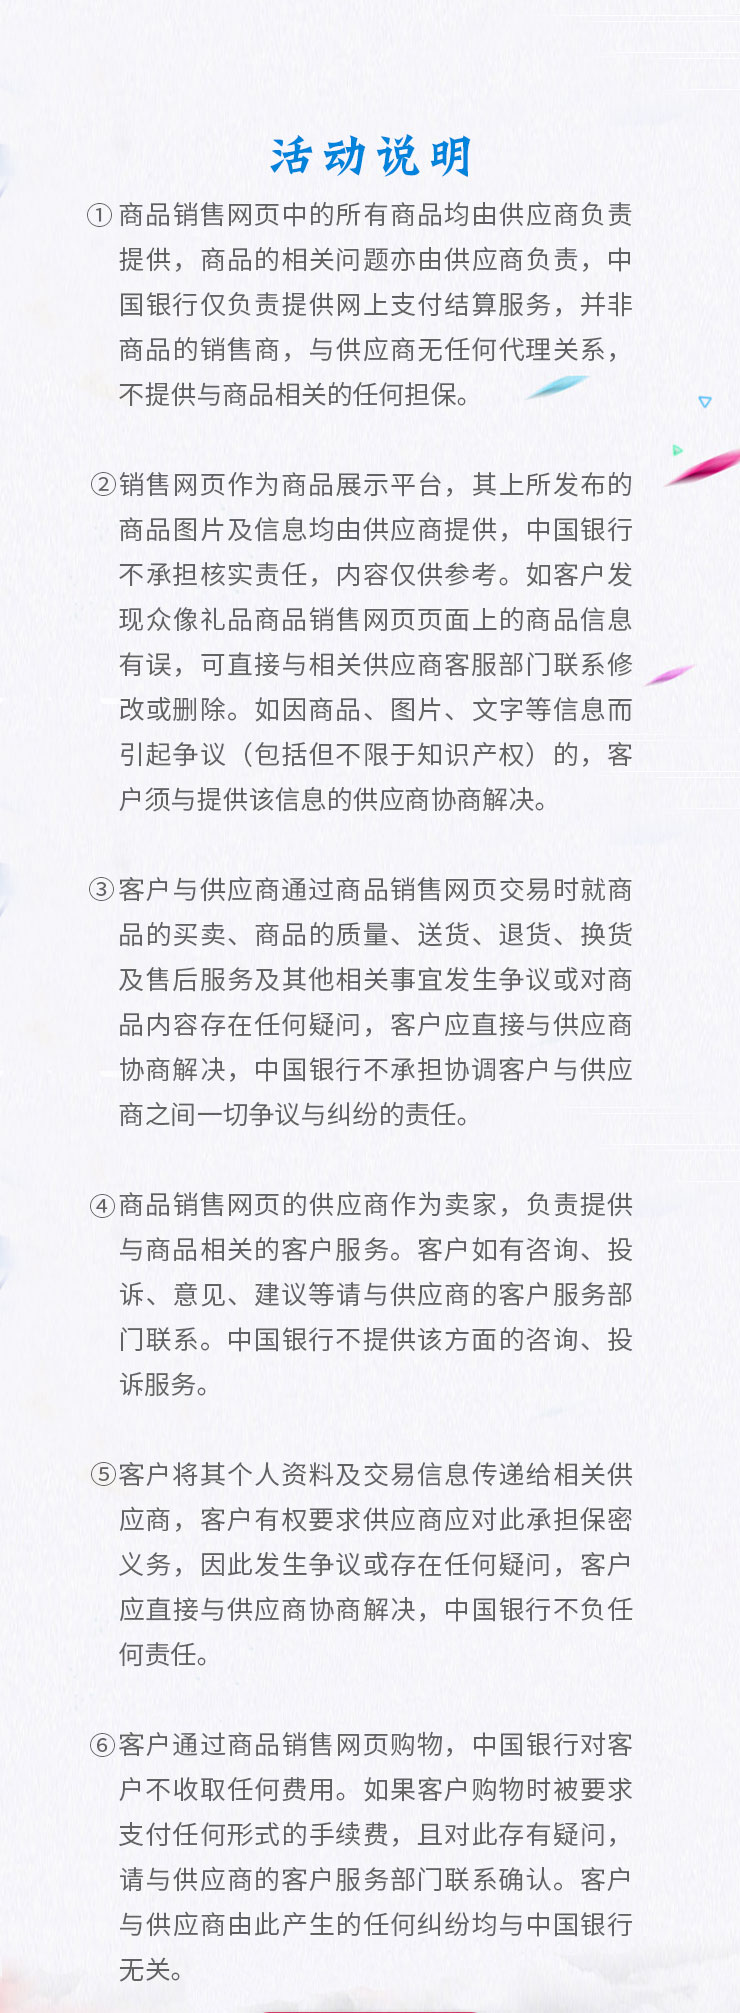 活动说明
①商品销售网页中的所有商品均由供应商负责
提供，商品的相关问题亦由供应商负责，中
国银行仅负责提供网上支付结算服务，并非
商品的销售商，与供应商无任何代理关系，
不提供与商品相关的任何担保。
②销售网页作为商品展示平台，其上所发布的
商品图片及信息均由供应商提供，中国银行
不承担核实责任，内容仅供参考。如客户发
现众像礼品商品销售网页页面上的商品信息
有误，可直接与相关供应商客服部门联系修
改或删除。如因商品、图片、文字等信息而
引起争议（包括但不限于知识产权）的，客
户须与提供该信息的供应商协商解决。
③客户与供应商通过商品销售网页交易时就商
品的买卖、商品的质量、送货、退货、换货
及售后服务及其他相关事宜发生争议或对商
品内容存在任何疑问，客户应直接与供应商
协商解决，中国银行不承担协调客户与供应
商之间一切争议与纠纷的责任。
④商品销售网页的供应商作为卖家，负责提供
与商品相关的客户服务。客户如有咨询、投
诉、意见、建议等请与供应商的客户服务部
门联系。中国银行不提供该方面的咨询、投
诉服务。
⑤客户将其个人资料及交易信息传递给相关供
应商，客户有权要求供应商应对此承担保密
义务，因此发生争议或存在任何疑问，客户
应直接与供应商协商解决，中国银行不负任
何责任。
⑥客户通过商品销售网页购物，中国银行对客
户不收取任何费用。如果客户购物时被要求
支付任何形式的手续费，且对此存有疑问，
请与供应商的客户服务部门联系确认。客户
与供应商由此产生的任何纠纷均与中国银行
无关。